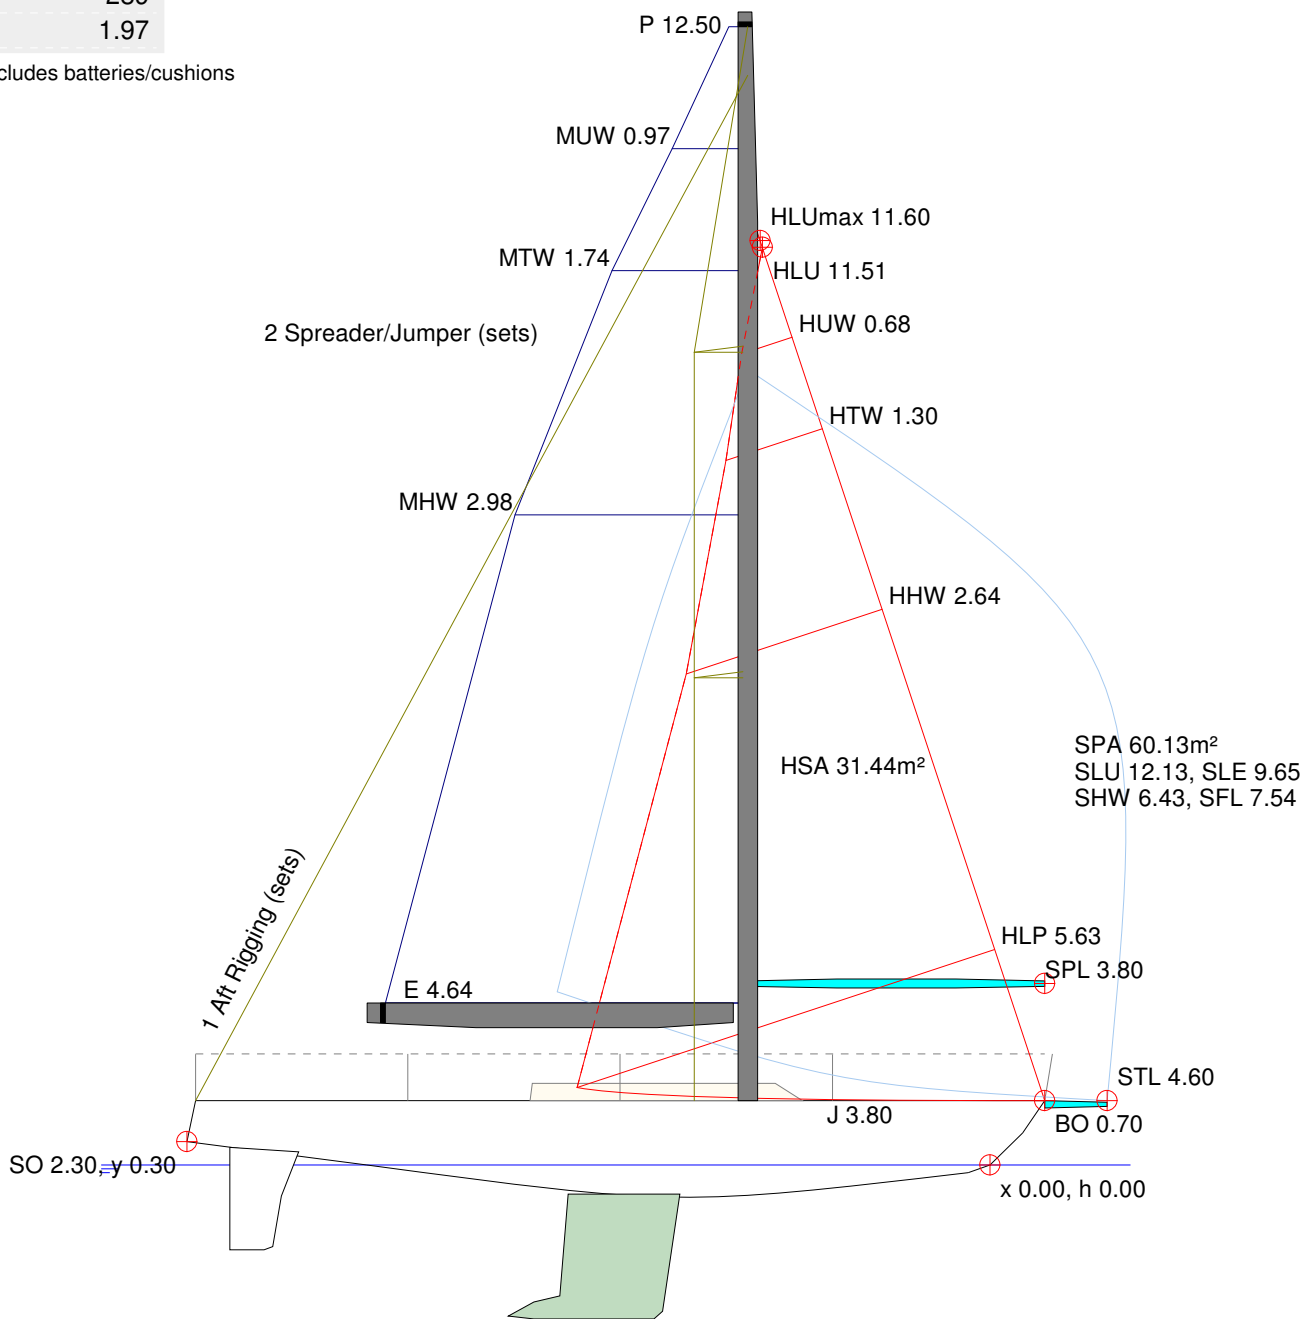 1.97
cludes batteries/cushions
P 12.50
MUW 0.97
HLUmax 11.60
MTW 1.74
HLU 11.51
HUW 0.68
2 Spreader/Jumper (sets)
HTW 1.30
MHW 2.98
HHW 2.64
SPA 60.13m²
HSA 31.44m²
SLU 12.13, SLE 9.65
SHW 6.43, SFL 7.54
1 Aft Rigging (sets)
HLP 5.63
SPL 3.80
E 4.64
STL 4.60
J 3.80
BO 0.70
SO 2.30, y 0.30
x 0.00, h 0.00